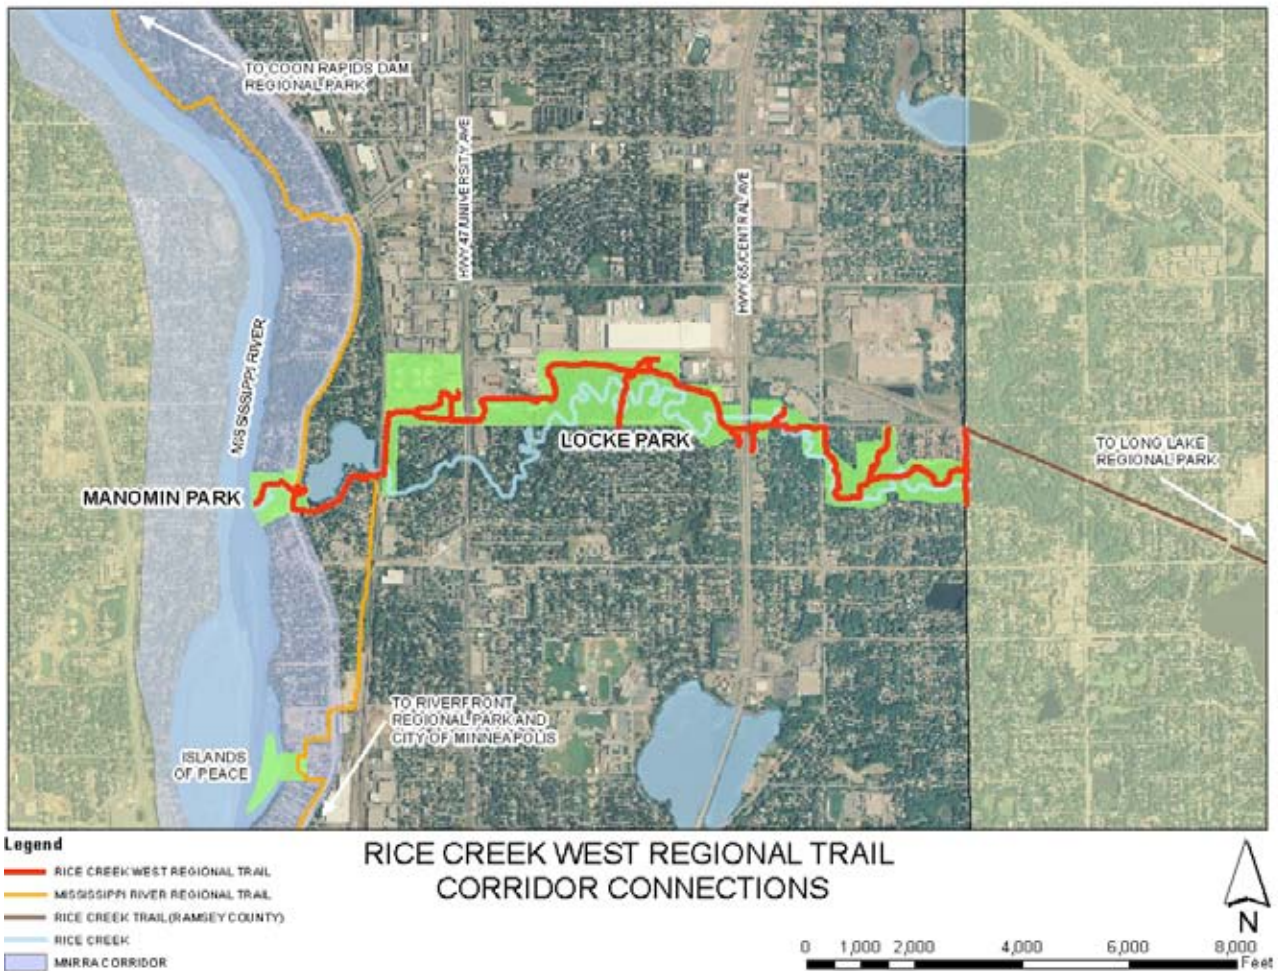 TO COON RAPIDS DAM
REGIONAL PARK
HWY 47/UNIVERSITY AVE
HWY 65/CENTRAL AVE
MISSISSIPPI RIVER
LOCKE PARK
MANOMIN PARK
TO LONG LAKE
REGIONAL PARK
TO RIVERFRONT
REGIONAL PARK AND
CITY OF MINNEAPOLIS
ISLANDS
OF PEACE
Legend
RICE CREEK WEST REGIONAL TRAIL
MISSISSIPPI RIVER REGIONAL TRAIL
RICE CREEK TRAIL (RAMSEY COUNTY)
RICE CREEK
MNRRA CORRIDOR
RICE CREEK WEST REGIONAL TRAIL
CORRIDOR CONNECTIONS
N
0 1,000 2,000 4,000 6,000 8,000
Feet